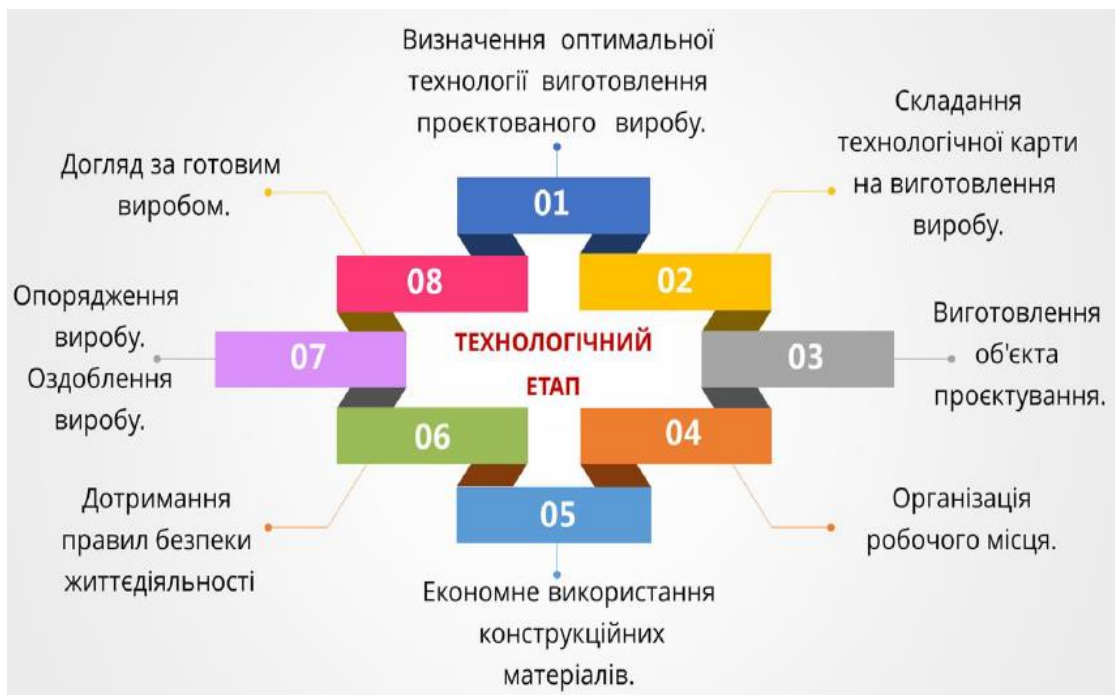 01
Визначення оптимальної
технології виготовлення
проєктованого виробу.
02
Складання
технологічної карти
на виготовлення
виробу.
03
Виготовлення
об'єкта
проєктування.
04
Організація
робочого місця.
05
Економне використання
конструкційних
матеріалів.
06
Дотримання
правил безпеки
життєдіяльності
07
Опорядження
виробу.
Оздоблення
виробу.
08
Догляд за готовим
виробом.
ТЕХНОЛОГІЧНИЙ
ЕТАП